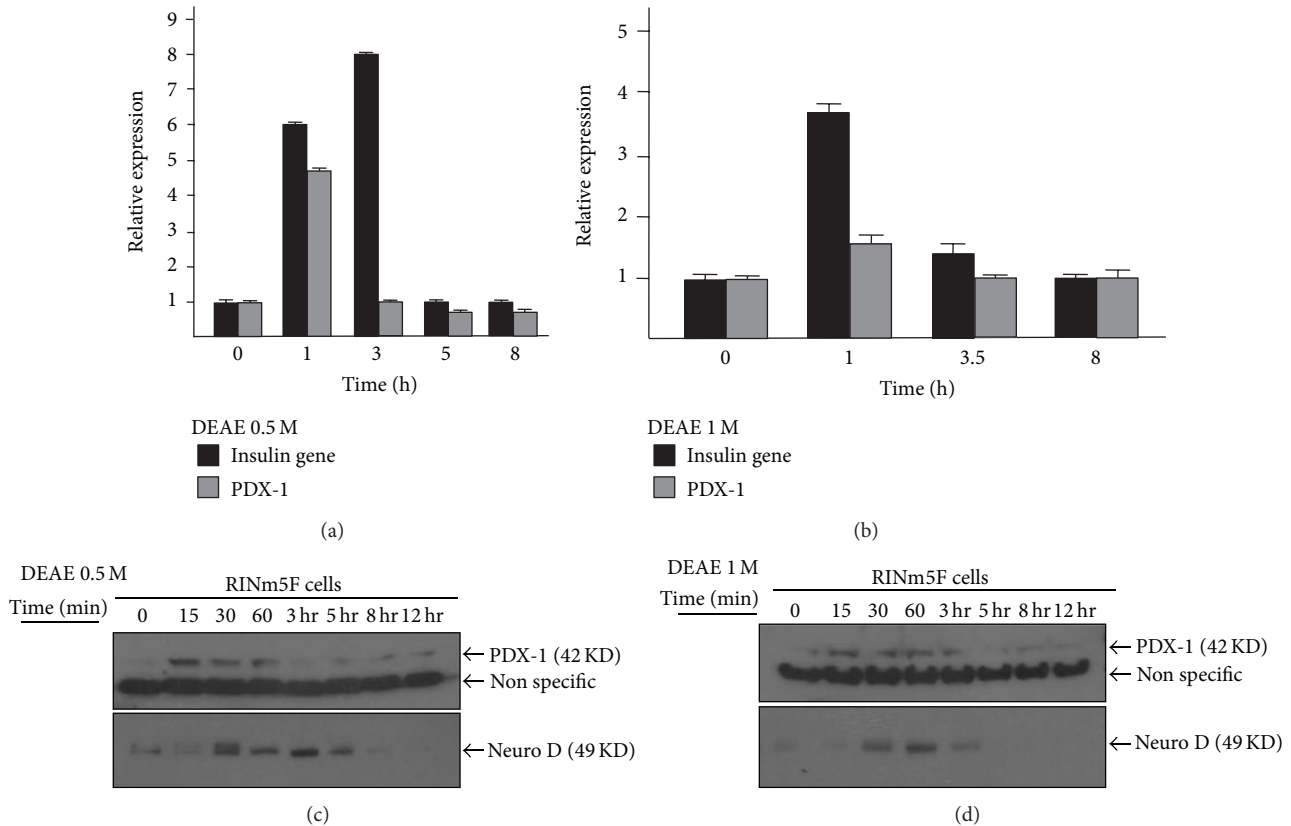 9
8
7
6
5
4
3
2
1
Relative expression
0 1 3 5 8
Time (h)
DEAE 0.5 M
Insulin gene
PDX-1
(a)
5
4
3
2
1
Relative expression
0 1 3.5 8
Time (h)
DEAE 1 M
Insulin gene
PDX-1
(b)
DEAE 0.5 M
RINm5F cells
Time (min) 0 15 30 60 3 hr 5 hr 8 hr 12 hr
PDX-1 (42 KD)
Non specific
Neuro D (49 KD)
(c)
DEAE 1 M
RINm5F cells
Time (min) 0 15 30 60 3 hr 5 hr 8 hr 12 hr
PDX-1 (42 KD)
Non specific
Neuro D (49 KD)
(d)